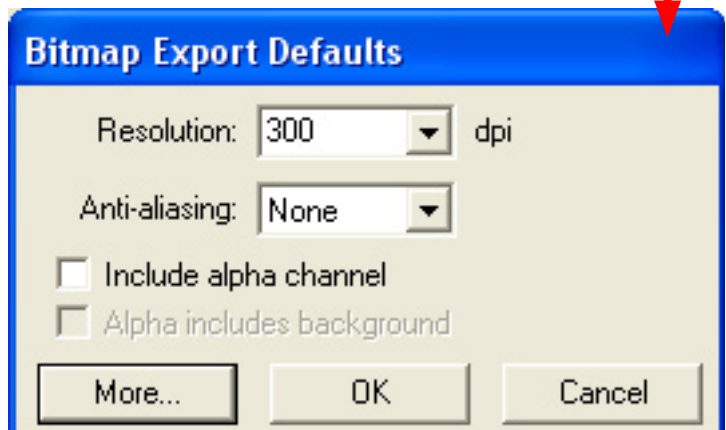 Bitmap Export Defaults
Resolution: 300 dpi
Anti-aliasing: None
Include alpha channel
Alpha includes background
More... OK Cancel